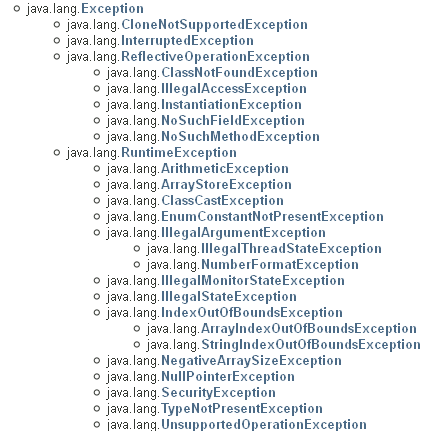 java.lang.Exception
java.lang.CloneNotSupportedException
java.lang.InterruptedException
java.lang.ReflectiveOperationException
java.lang.ClassNotFoundException
java.lang.IllegalAccessException
java.lang.InstantiationException
java.lang.NoSuchFieldException
java.lang.NoSuchMethodException
java.lang.RuntimeException
java.lang.ArithmeticException
java.lang.ArrayStoreException
java.lang.ClassCastException
java.lang.EnumConstantNotPresentException
java.lang.IllegalArgumentException
java.lang.IllegalThreadStateException
java.lang.NumberFormatException
java.lang.IllegalMonitorStateException
java.lang.IllegalStateException
java.lang.IndexOutOfBoundsException
java.lang.ArrayIndexOutOfBoundsException
java.lang.StringIndexOutOfBoundsException
java.lang.NegativeArraySizeException
java.lang.NullPointerException
java.lang.SecurityException
java.lang.TypeNotPresentException
java.lang.UnsupportedOperationException